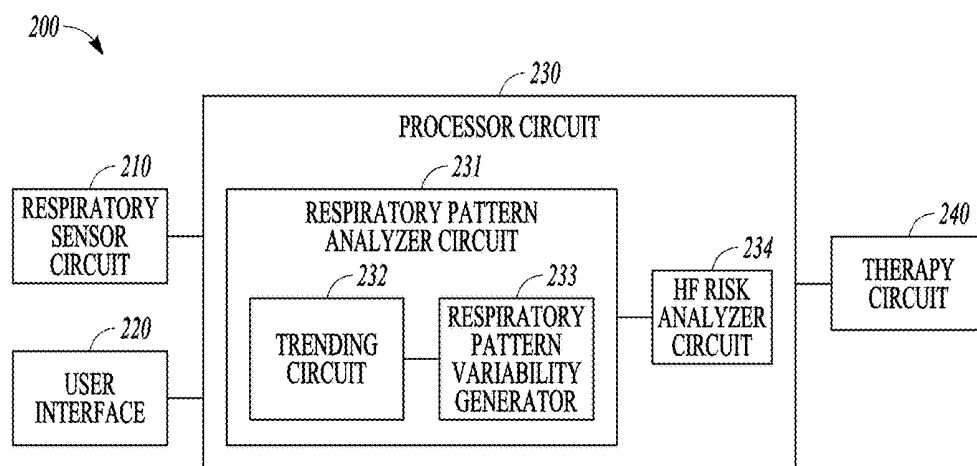 200
230
PROCESSOR CIRCUIT
210
RESPIRATORY
SENSOR
CIRCUIT
220
USER
INTERFACE
231
RESPIRATORY PATTERN
ANALYZER CIRCUIT
232
TRENDING
CIRCUIT
233
RESPIRATORY
PATTERN
VARIABILITY
GENERATOR
234
HF RISK
ANALYZER
CIRCUIT
240
THERAPY
CIRCUIT